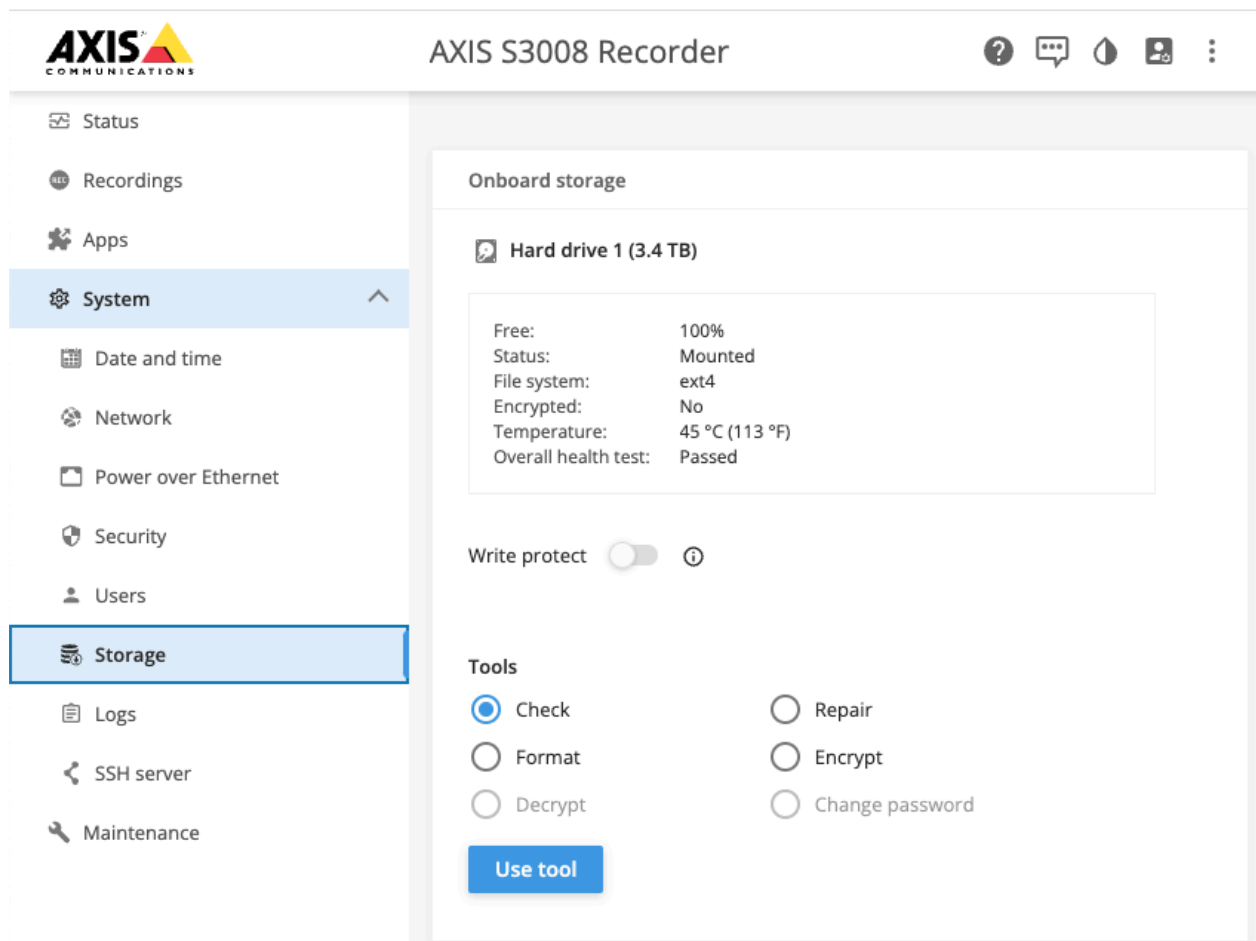 AXIS
COMMUNICATIONS
AXIS S3008 Recorder
Status
REC
Recordings
Apps
System
Date and time
Network
Power over Ethernet
Security
Users
Storage
Logs
SSH server
Maintenance
Onboard storage
Hard drive 1 (3.4 TB)
Free: 100%
Status: Mounted
File system: ext4
Encrypted: No
Temperature: 45 °C (113 °F)
Overall health test: Passed
Write protect
Tools
Check Repair
Format Encrypt
Decrypt Change password
Use tool